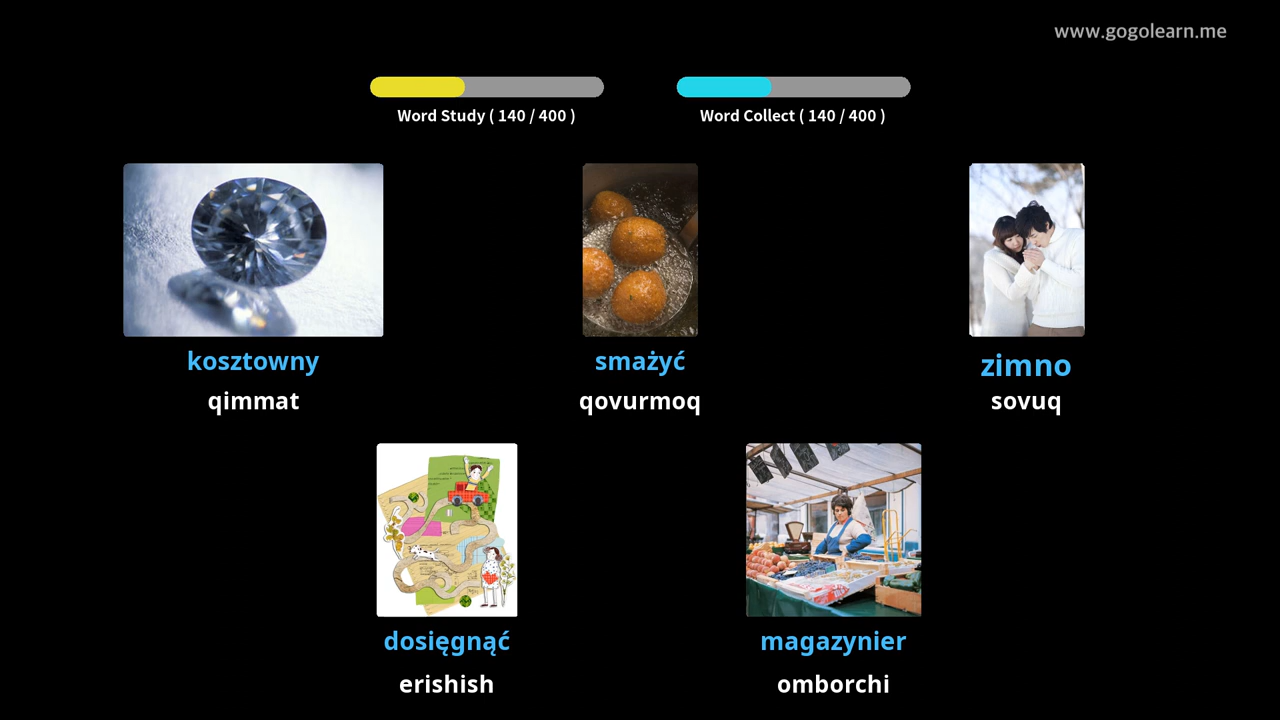 www.gogolearn.me
Word Study ( 140 / 400 )
Word Collect ( 140 / 400 )
kosztowny
smażyć
zimno
qimmat
qovurmoq
sovuq
dosięgnąć
magazynier
erishish
omborchi